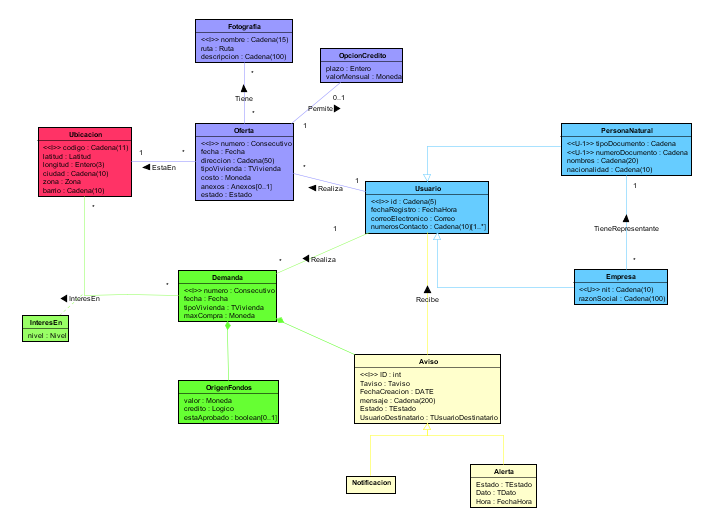 Fotografia
<<I>> nombre : Cadena(15)
ruta : Ruta
descripcion : Cadena(100)
OpcionCredito
plazo : Entero
valorMensual : Moneda
*
Tiene
*
0..1
Permite
1
Ubicacion
<<I>> codigo : Cadena(11)
latitud : Latitud
longitud : Entero(3)
ciudad : Cadena(10)
zona : Zona
barrio : Cadena(10)
1
EstaEn
*
Oferta
<<I>> numero : Consecutivo
fecha : Fecha
direccion : Cadena(50)
tipoVivienda : TVivienda
costo : Moneda
anexos : Anexos[0..1]
estado : Estado
*
Realiza
1
PersonaNatural
<<U-1>> tipoDocumento : Cadena
<<U-1>> numeroDocumento : Cadena
nombres : Cadena(20)
nacionalidad : Cadena(10)
Usuario
<<I>> id : Cadena(5)
fechaRegistro : FechaHora
correoElectronico : Correo
numerosContacto : Cadena(10)[1..*]
1
TieneRepresentante
*
1
Realiza
*
*
InteresEn
*
Demanda
<<I>> numero : Consecutivo
fecha : Fecha
tipoVivienda : TVivienda
maxCompra : Moneda
Recibe
Empresa
<<U>> nit : Cadena(10)
razonSocial : Cadena(100)
InteresEn
nivel : Nivel
OrigenFondos
valor : Moneda
credito : Logico
estaAprobado : boolean[0..1]
Aviso
<<I>> ID : int
Taviso : Taviso
FechaCreacion : DATE
mensaje : Cadena(200)
Estado : TEstado
UsuarioDestinatario : TUsuarioDestinatario
Notificacion
Alerta
Estado : TEstado
Dato : TDato
Hora : FechaHora